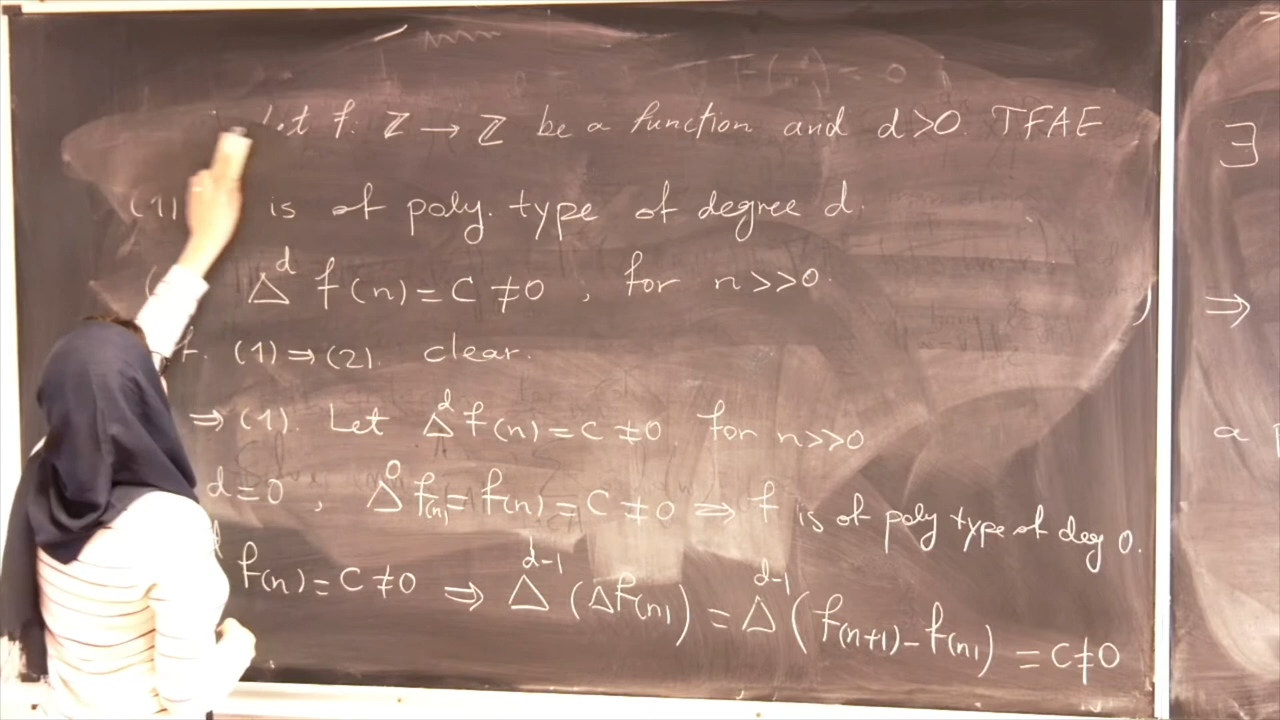 Let f: ℤ → ℤ be a function and d>0. TFAE
(1) is of poly. type of degree d.
Δ^d f(n) = C ≠ 0, for n>>0.
f. (1) ⇒ (2). clear.
⇒ (1). Let Δ^d f(n) = C ≠ 0 for n>>0
d=0, Δ^0 f(n) = f(n) = C ≠ 0 ⇒ f is of poly type of deg 0.
f(n) = C ≠ 0 ⇒ Δ^{d-1} (Δf(n)) = Δ^{d-1} (f(n+1) - f(n)) = C ≠ 0
∃
⇒
a